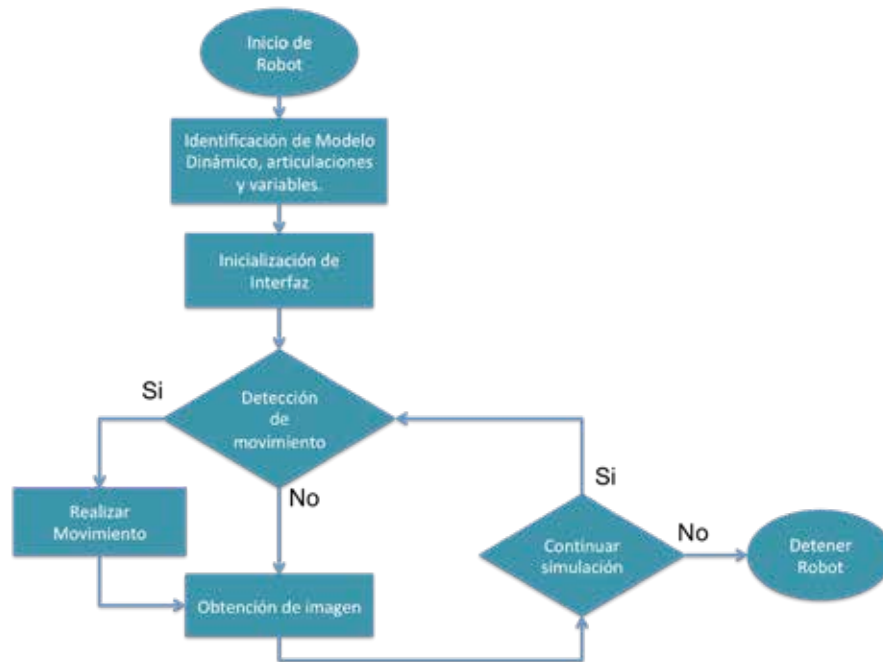 Inicio de
Robot
Identificación de Modelo
Dinámico, articulaciones
y variables.
Inicialización de
Interfaz
Si
Detección
de
movimiento
No
Realizar
Movimiento
Obtención de imagen
Si
Continuar
simulación
No
Detener
Robot